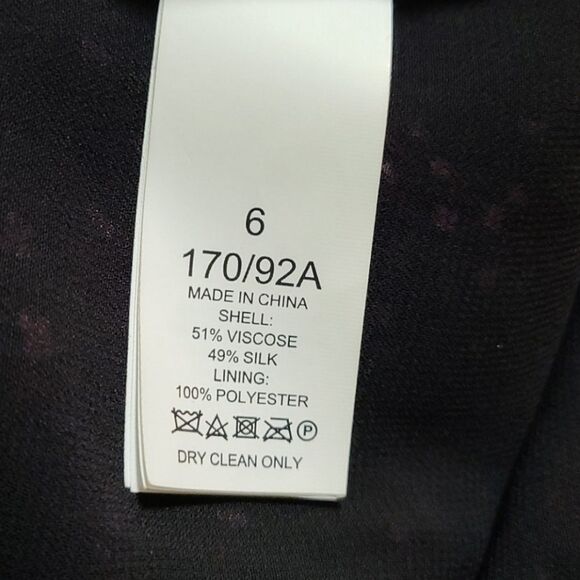 6
170/92A
MADE IN CHINA
SHELL:
51% VISCOSE
49% SILK
LINING:
100% POLYESTER
P
DRY CLEAN ONLY